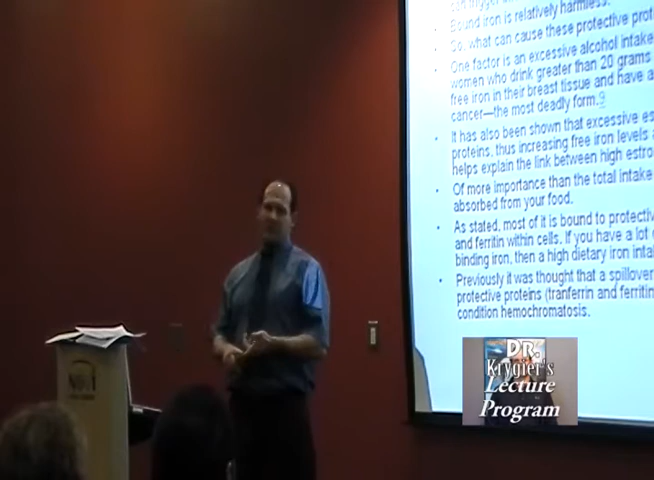 can trigger
Bound iron is relatively harmless.
So, what can cause these protective prot
One factor is an excessive alcohol intake
women who drink greater than 20 grams
free iron in their breast tissue and have a
cancer—the most deadly form.9
It has also been shown that excessive es
proteins, thus increasing free iron levels a
helps explain the link between high estro
Of more importance than the total intake
absorbed from your food.
As stated, most of it is bound to protectiv
and ferritin within cells. If you have a lot o
binding iron, then a high dietary iron intak
Previously it was thought that a spillover
protective proteins (tranferrin and ferritin
condition hemochromatosis.
DR.
Krygier's
Lecture
Program